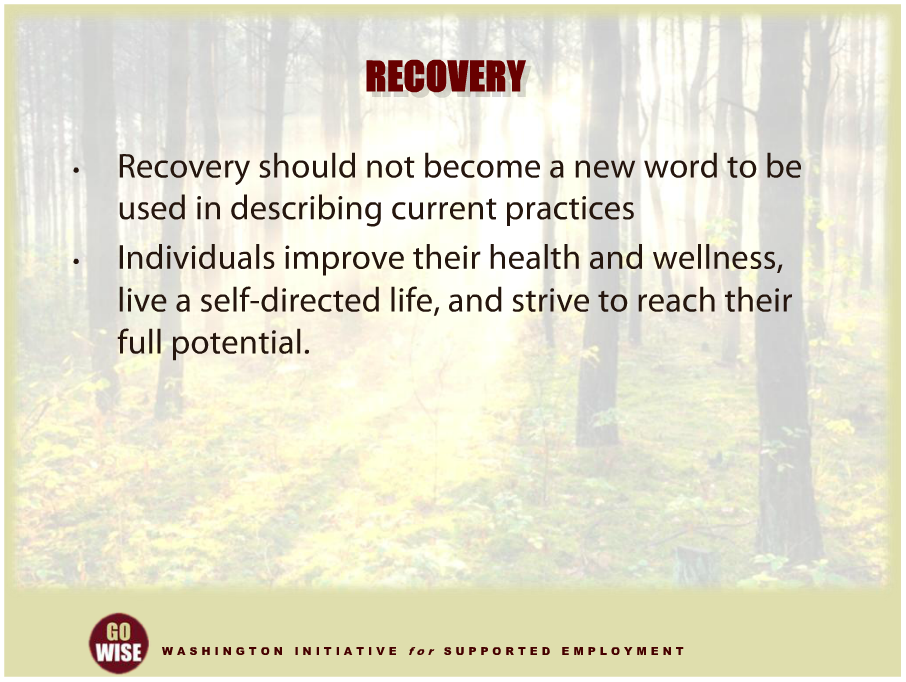 RECOVERY
• Recovery should not become a new word to be
used in describing current practices
• Individuals improve their health and wellness,
live a self-directed life, and strive to reach their
full potential.
GO
WISE
WASHINGTON INITIATIVE for SUPPORTED EMPLOYMENT